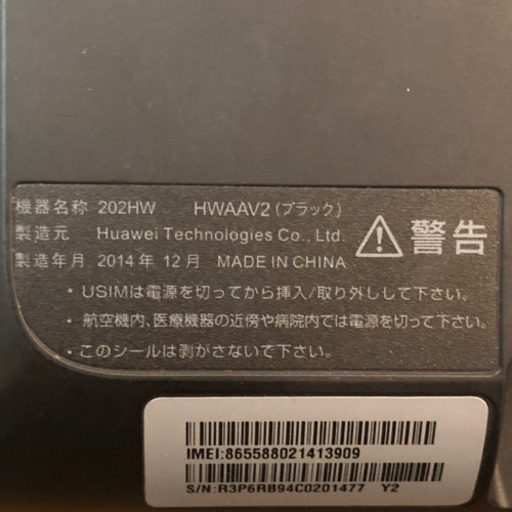 機器名称 202HW HWAAV2(ブラック)
製造元 Huawei Technologies Co., Ltd.
製造年月 2014年 12月 MADE IN CHINA
警告
・USIMは電源を切ってから挿入/取り外しして下さい。
・航空機内、医療機器の近傍や病院内では電源を切って下さい。
・このシールは剥がさないで下さい。
IMEI:865588021413909
S/N:R3P6RB94C0201477 Y2